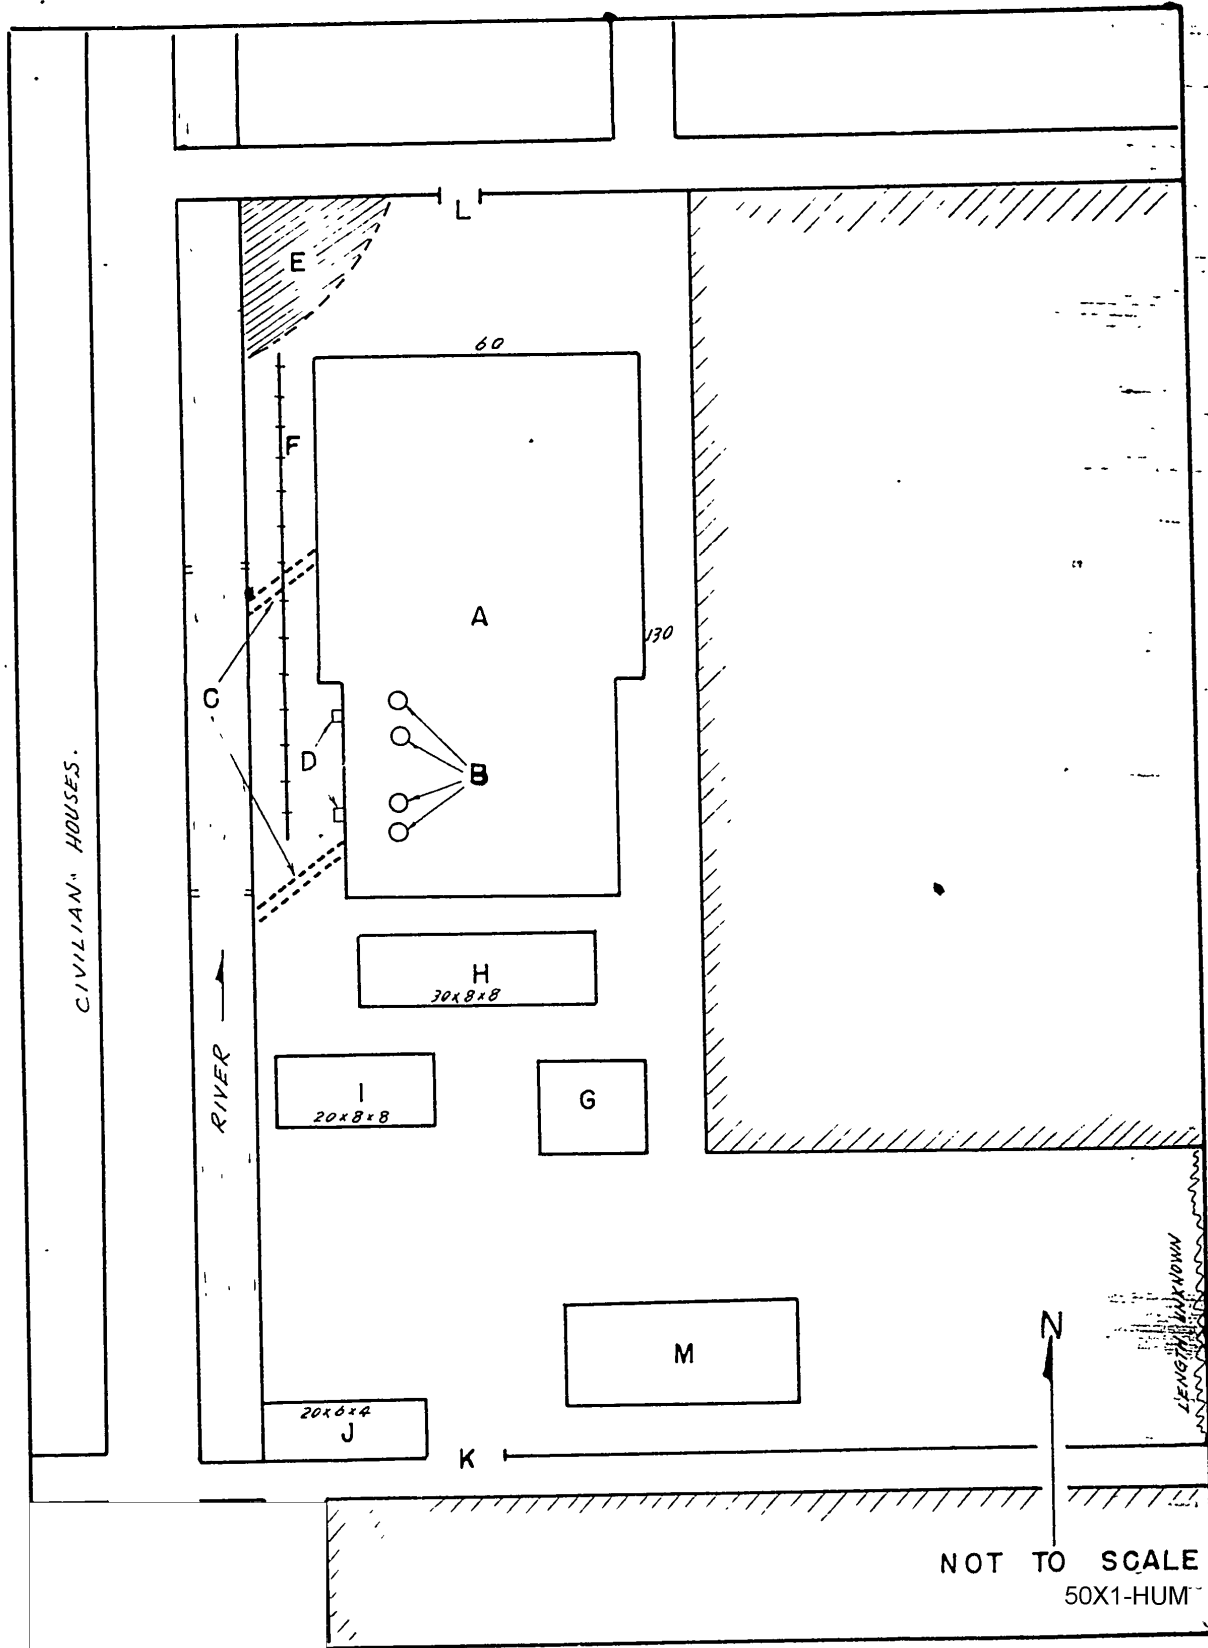 L
E
60
F
A
130
C
D
B
CIVILIAN" HOUSES.
H
30x8x8
RIVER
I
20x8x8
G
LENGTH UNKNOWN
N
M
20x6x4
J
K
NOT TO SCALE
50X1-HUM